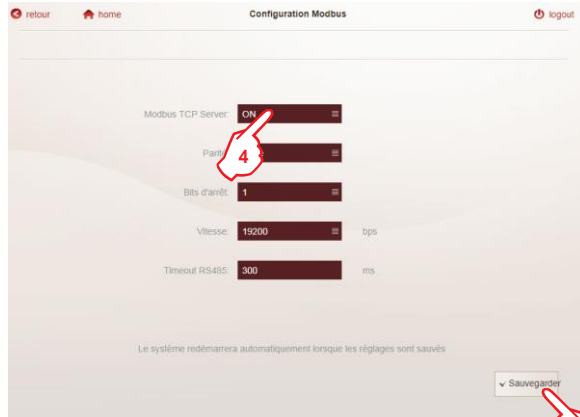 retour home Configuration Modbus logout
Modbus TCP Server: ON
Parité
4
Bits d'arrêt: 1
Vitesse: 19200 bps
Timeout RS485: 300 ms
Le système redémarrera automatiquement lorsque les réglages sont sauvés
Sauvegarder